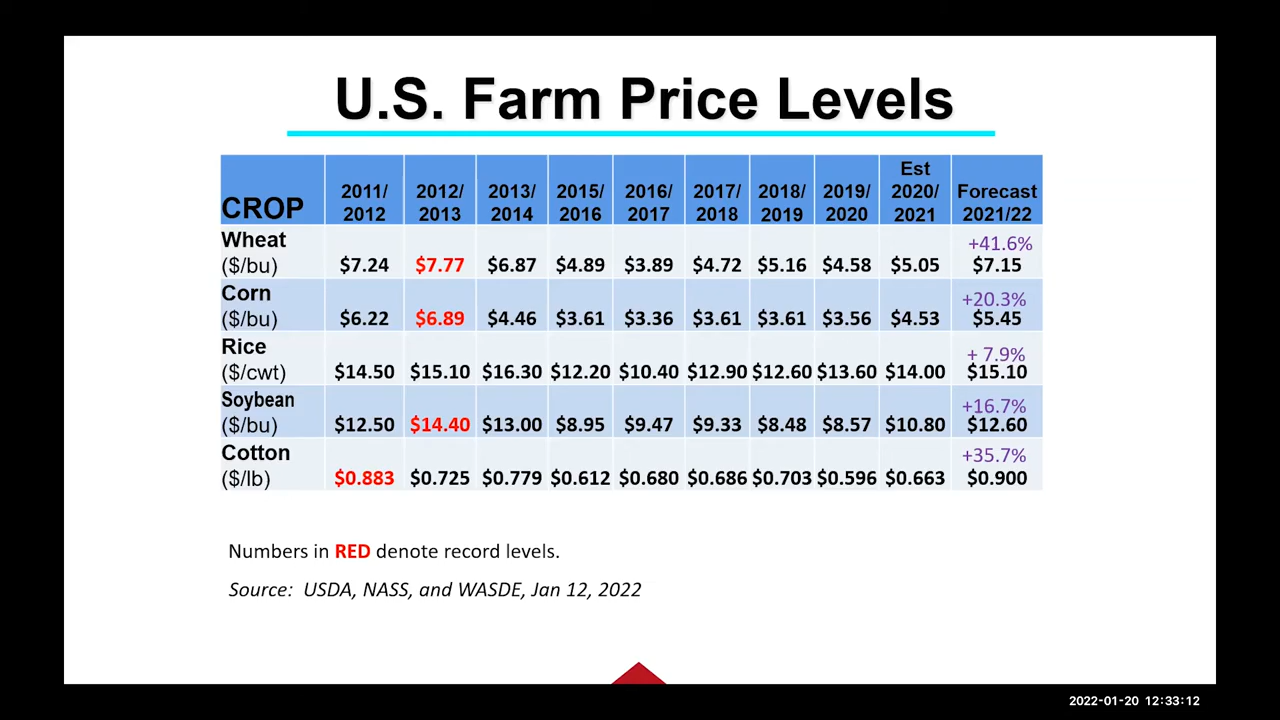 U.S. Farm Price Levels
CROP 2011/ 2012 2012/ 2013 2013/ 2014 2015/ 2016 2016/ 2017 2017/ 2018 2018/ 2019 2019/ 2020 Est 2020/ 2021 Forecast 2021/22
Wheat +41.6%
($/bu) $7.24 $7.77 $6.87 $4.89 $3.89 $4.72 $5.16 $4.58 $5.05 $7.15
Corn +20.3%
($/bu) $6.22 $6.89 $4.46 $3.61 $3.36 $3.61 $3.61 $3.56 $4.53 $5.45
Rice + 7.9%
($/cwt) $14.50 $15.10 $16.30 $12.20 $10.40 $12.90 $12.60 $13.60 $14.00 $15.10
Soybean +16.7%
($/bu) $12.50 $14.40 $13.00 $8.95 $9.47 $9.33 $8.48 $8.57 $10.80 $12.60
Cotton +35.7%
($/lb) $0.883 $0.725 $0.779 $0.612 $0.680 $0.686 $0.703 $0.596 $0.663 $0.900
Numbers in RED denote record levels.
Source: USDA, NASS, and WASDE, Jan 12, 2022
2022-01-20 12:33:12